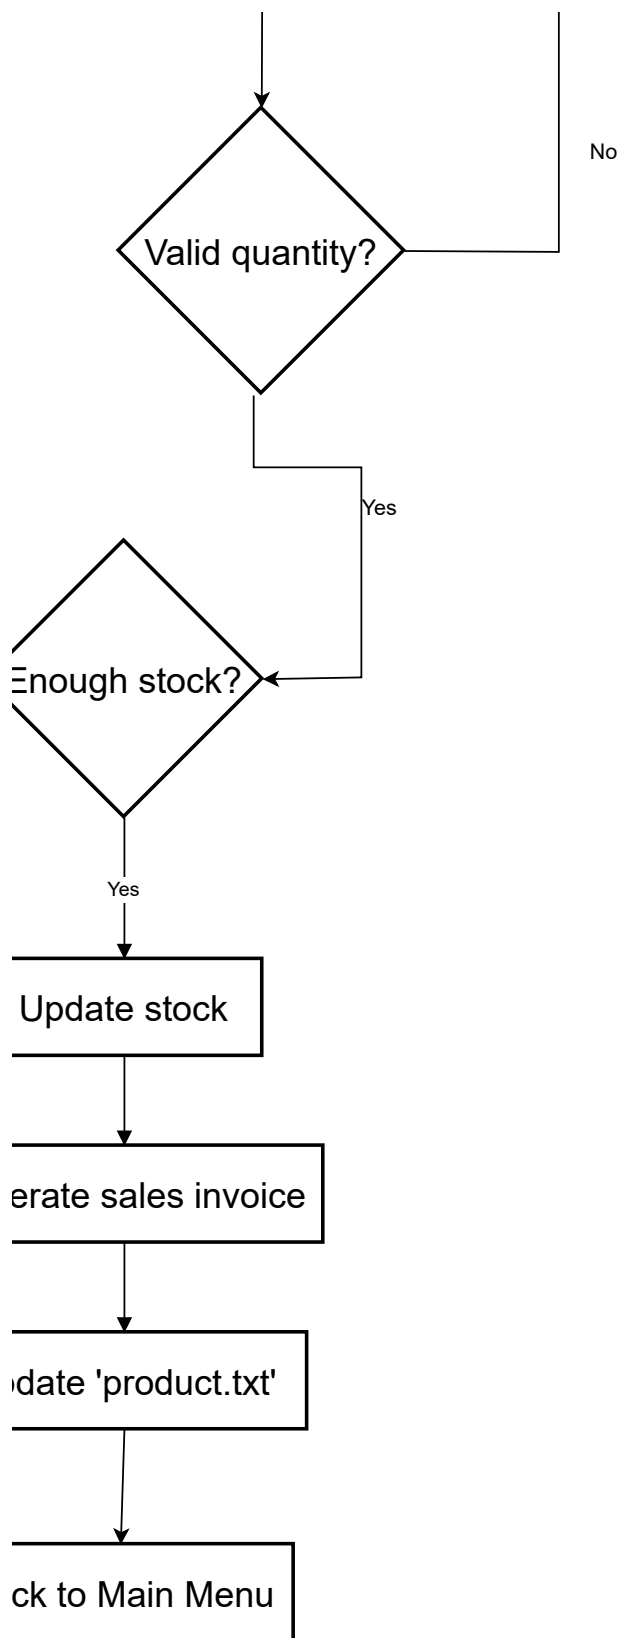 No
Valid quantity?
Yes
Enough stock?
Yes
Update stock
erate sales invoice
date 'product.txt'
ck to Main Menu